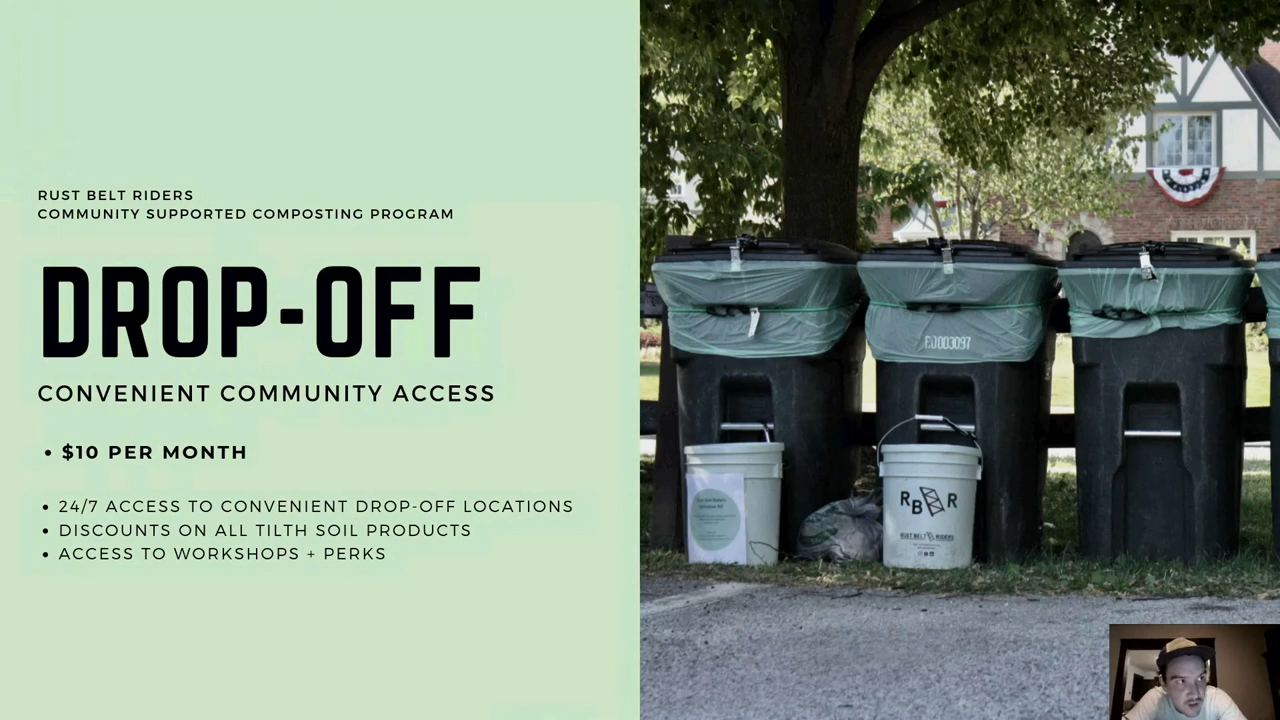 RUST BELT RIDERS
COMMUNITY SUPPORTED COMPOSTING PROGRAM
DROP-OFF
CONVENIENT COMMUNITY ACCESS
• $10 PER MONTH
• 24/7 ACCESS TO CONVENIENT DROP-OFF LOCATIONS
• DISCOUNTS ON ALL TILTH SOIL PRODUCTS
• ACCESS TO WORKSHOPS + PERKS
RB R
RUST BELT RIDERS